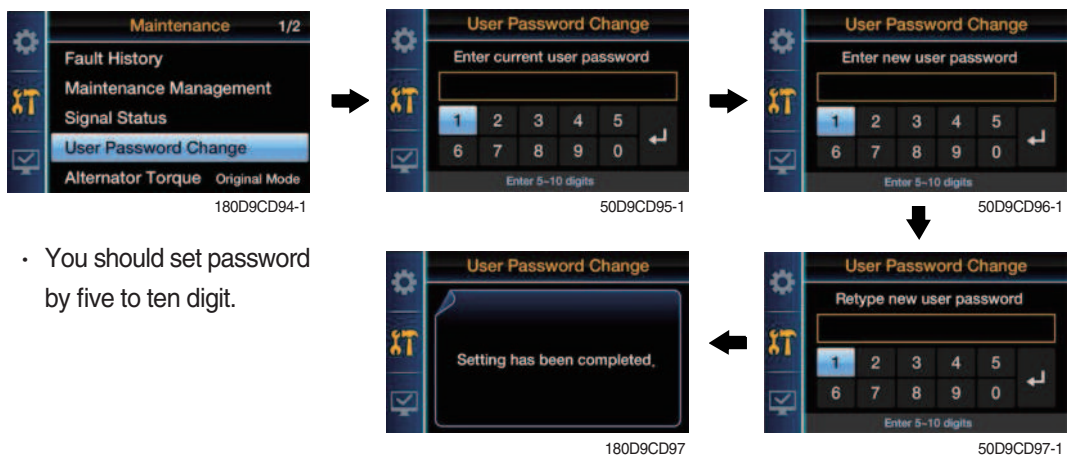 Maintenance 1/2
Fault History
Maintenance Management
Signal Status
User Password Change
Alternator Torque Original Mode
180D9CD94-1
User Password Change
Enter current user password
1 2 3 4 5
6 7 8 9 0
Enter 5~10 digits
50D9CD95-1
User Password Change
Enter new user password
1 2 3 4 5
6 7 8 9 0
Enter 5~10 digits
50D9CD96-1
User Password Change
Retype new user password
1 2 3 4 5
6 7 8 9 0
Enter 5~10 digits
50D9CD97-1
User Password Change
Setting has been completed.
180D9CD97
· You should set password
by five to ten digit.